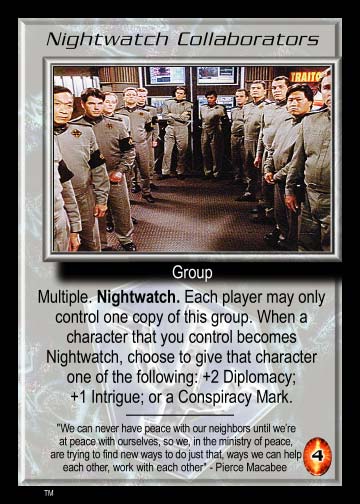 Nightwatch Collaborators
TRAITO
Group
Multiple. Nightwatch. Each player may only
control one copy of this group. When a
character that you control becomes
Nightwatch, choose to give that character
one of the following: +2 Diplomacy;
+1 Intrigue; or a Conspiracy Mark.
"We can never have peace with our neighbors until we're
at peace with ourselves, so we, in the ministry of peace,
are trying to find new ways to do just that, ways we can help
each other, work with each other" - Pierce Macabee
4
TM